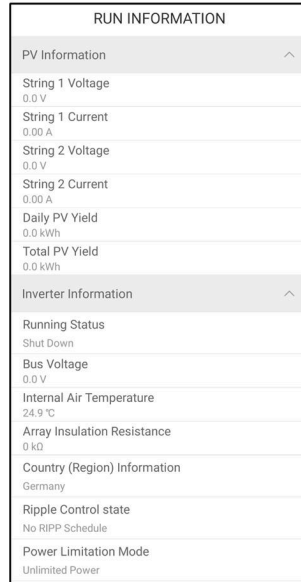 RUN INFORMATION
PV Information
String 1 Voltage
0.0 V
String 1 Current
0.00 A
String 2 Voltage
0.0 V
String 2 Current
0.00 A
Daily PV Yield
0.0 kWh
Total PV Yield
0.0 kWh
Inverter Information
Running Status
Shut Down
Bus Voltage
0.0 V
Internal Air Temperature
24.9 ℃
Array Insulation Resistance
0 kΩ
Country (Region) Information
Germany
Ripple Control state
No RIPP Schedule
Power Limitation Mode
Unlimited Power